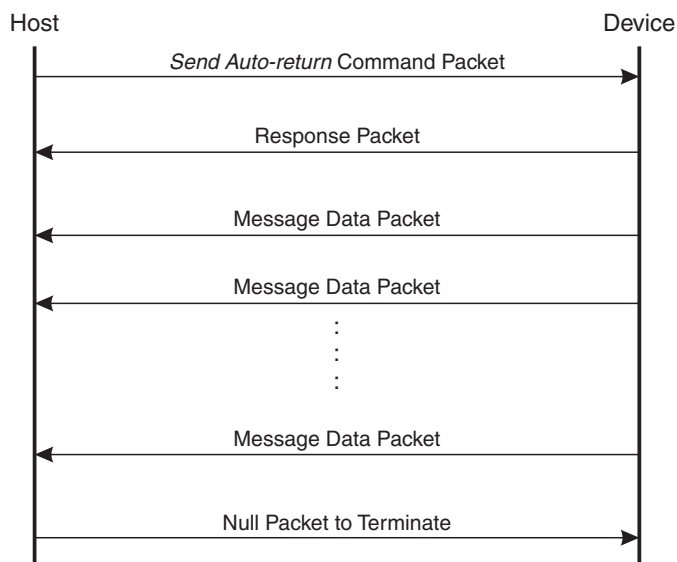 Host Device
Send Auto-return Command Packet
Response Packet
Message Data Packet
Message Data Packet
:
:
:
Message Data Packet
Null Packet to Terminate